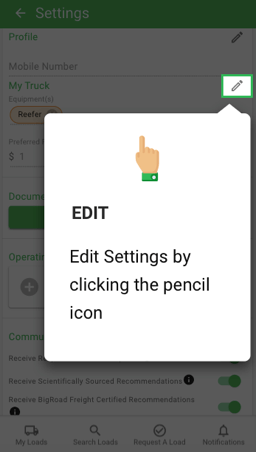 Settings
Profile
Mobile Number
My Truck
Equipment(s)
Reefer
Preferred
$ 1
Docume
EDIT
Edit Settings by
clicking the pencil
icon
Operatin
Commu
Receive R
Receive Scientifically Sourced Recommendations
Receive BigRoad Freight Certified Recommendations
My Loads
Search Loads
Request A Load
Notifications